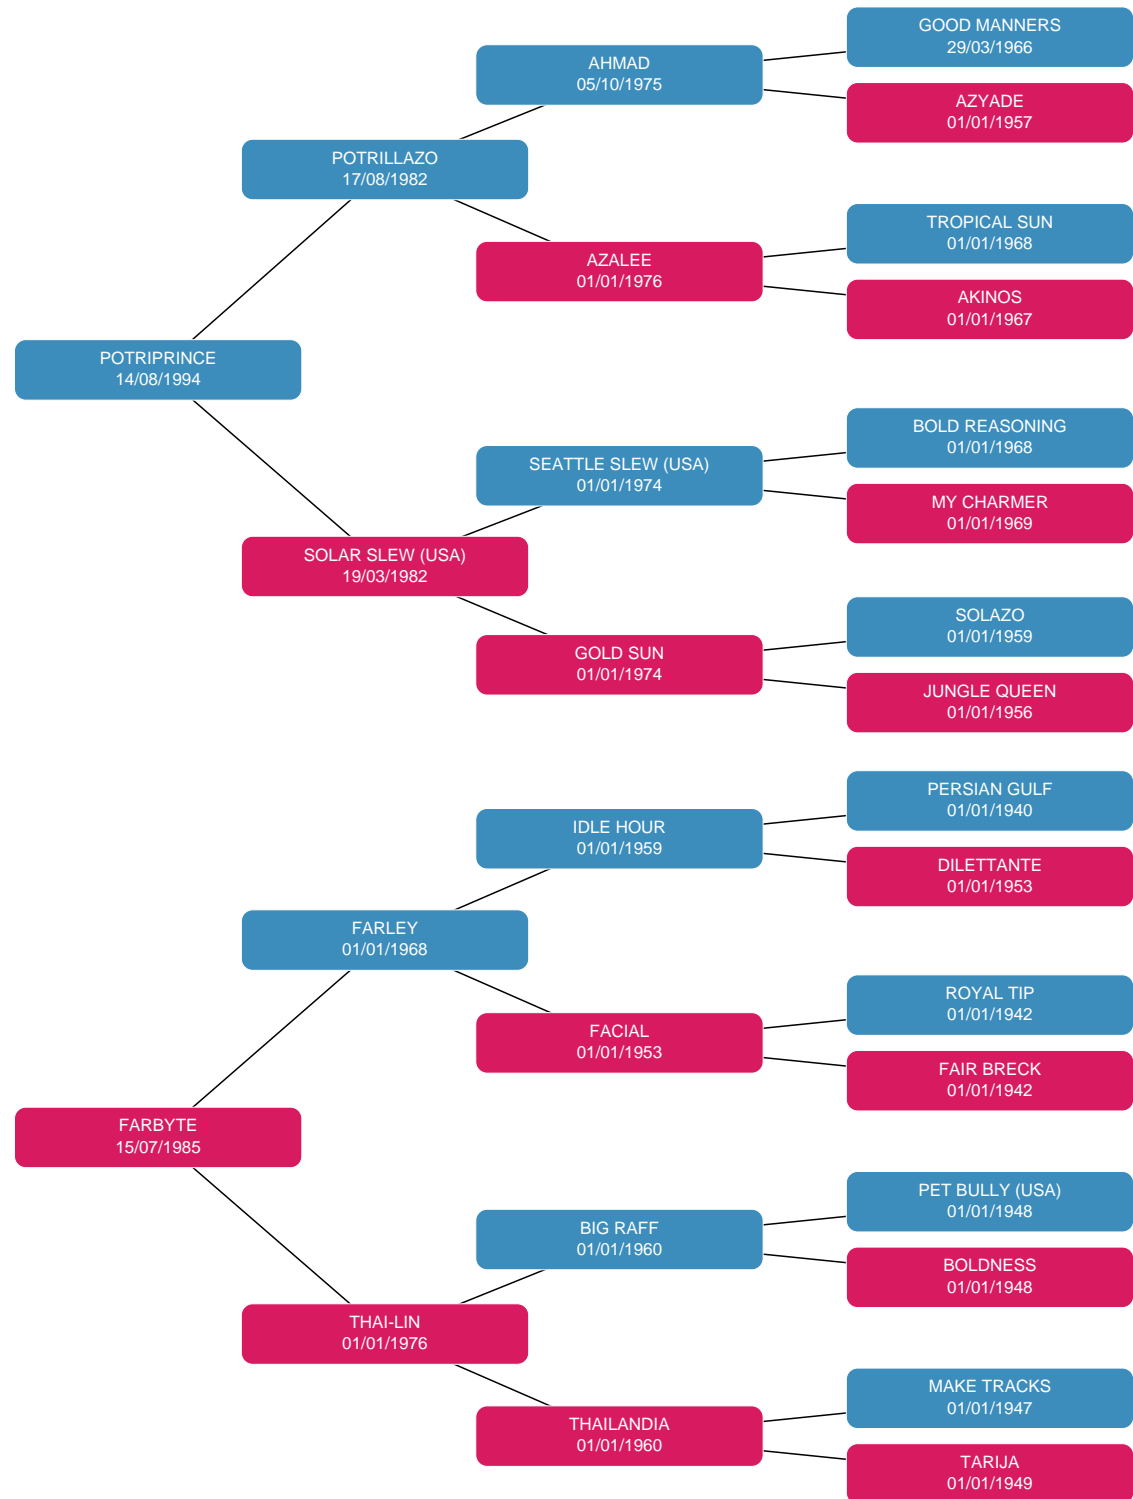 GOOD MANNERS
29/03/1966
AHMAD
05/10/1975
AZYADE
01/01/1957
POTRILLAZO
17/08/1982
TROPICAL SUN
01/01/1968
AZALEE
01/01/1976
AKINOS
01/01/1967
POTRIPRINCE
14/08/1994
BOLD REASONING
01/01/1968
SEATTLE SLEW (USA)
01/01/1974
MY CHARMER
01/01/1969
SOLAR SLEW (USA)
19/03/1982
SOLAZO
01/01/1959
GOLD SUN
01/01/1974
JUNGLE QUEEN
01/01/1956
PERSIAN GULF
01/01/1940
IDLE HOUR
01/01/1959
DILETTANTE
01/01/1953
FARLEY
01/01/1968
ROYAL TIP
01/01/1942
FACIAL
01/01/1953
FAIR BRECK
01/01/1942
FARBYTE
15/07/1985
PET BULLY (USA)
01/01/1948
BIG RAFF
01/01/1960
BOLDNESS
01/01/1948
THAI-LIN
01/01/1976
MAKE TRACKS
01/01/1947
THAILANDIA
01/01/1960
TARIJA
01/01/1949